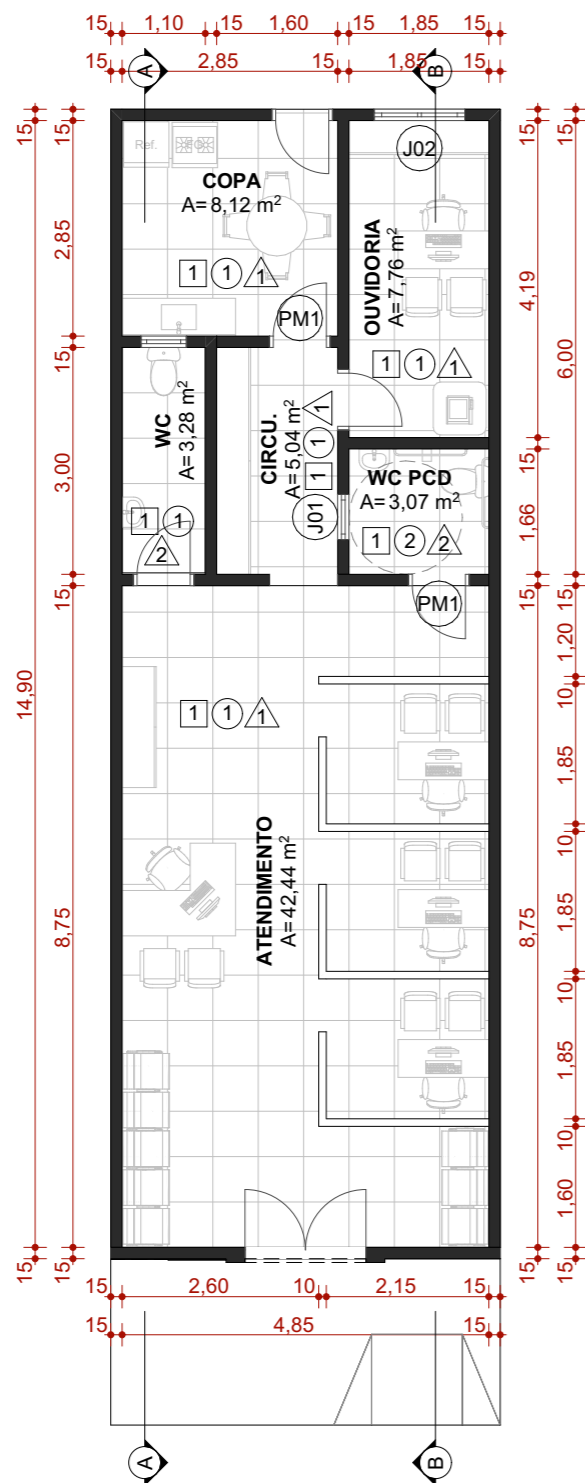 15 1,10 15 1,60 15 1,85 15
15 2,85 15 1,85 15
A
B
15
15
15
15
Ref.
J02
COPA
A= 8,12 m²
1 1 1
2,85
OUVIDORIA
A= 7,76 m²
1 1 1
4,19
6,00
PM1
15
WC
A= 3,28 m²
1 1
2
3,00
CIRCU.
A= 5,04 m²
1 1 1
J01
15
WC PCD
A= 3,07 m²
1 2 2
1,66
PM1
15
15
15
15
14,90
8,75
1 1 1
ATENDIMENTO
A= 42,44 m²
8,75
1,20
10
1,85
10
1,85
10
1,85
10
1,60
15
15
15
15
15 2,60 10 2,15 15
15 4,85 15
A
B